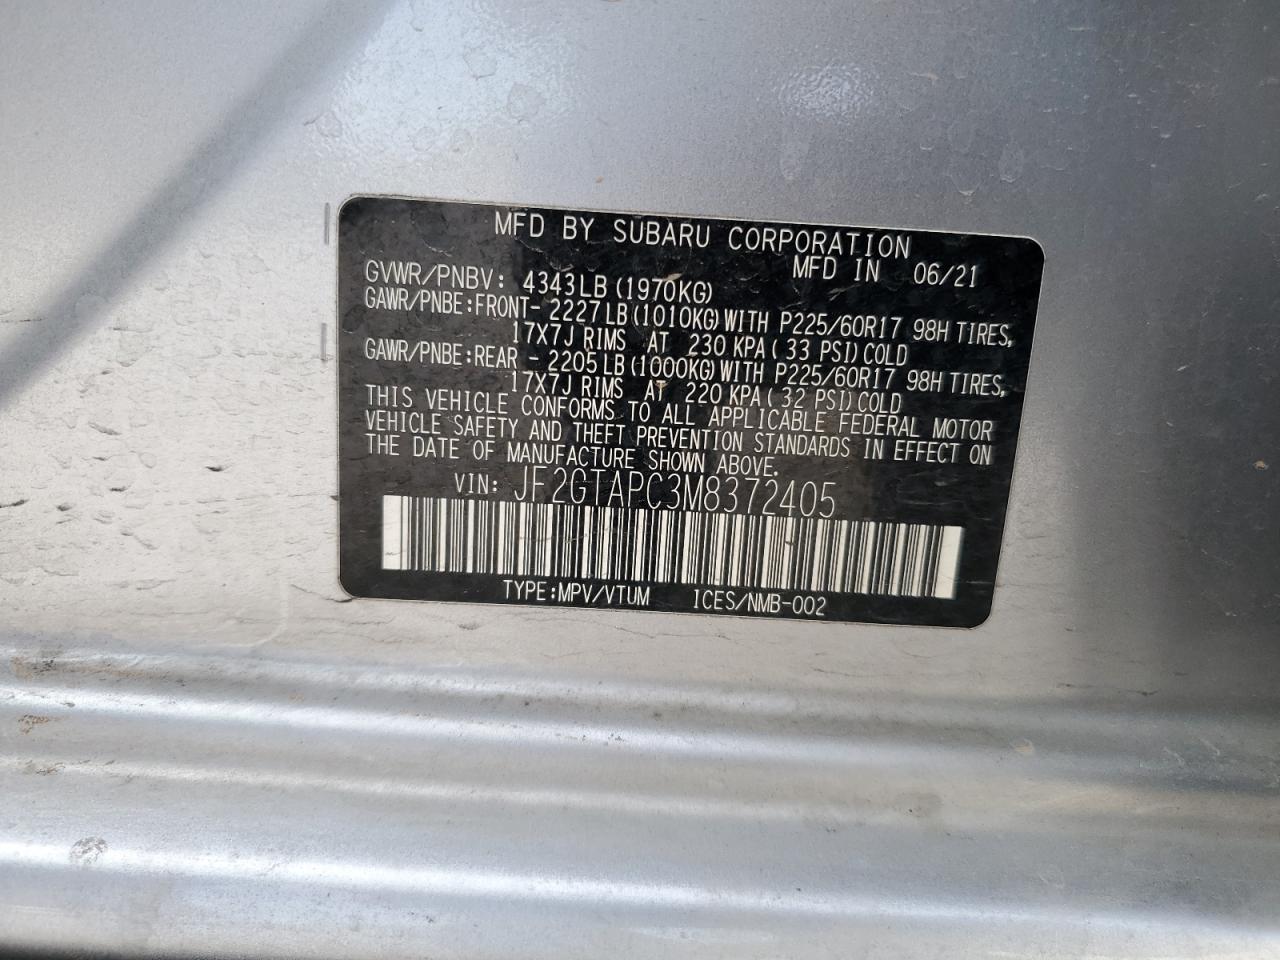 MFD BY SUBARU CORPORATION
MFD IN 06/21
GVWR/PNBV: 4343LB(1970KG)
GAWR/PNBE:FRONT- 2227LB(1010KG)WITH P225/60R17 98H TIRES,
17X7J RIMS AT 230 KPA( 33 PSI)COLD
GAWR/PNBE:REAR - 2205LB(1000KG)WITH P225/60R17 98H TIRES,
17X7J RIMS AT 220 KPA( 32 PSI)COLD
THIS VEHICLE CONFORMS TO ALL APPLICABLE FEDERAL MOTOR
VEHICLE SAFETY AND THEFT PREVENTION STANDARDS IN EFFECT ON
THE DATE OF MANUFACTURE SHOWN ABOVE.
VIN: JF2GTAPC3M8372405
TYPE:MPV/VTUM ICES/NMB-002